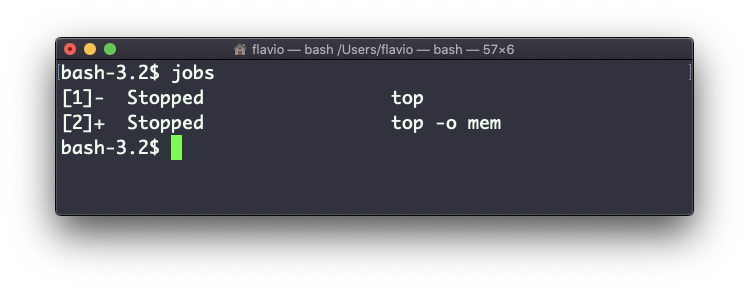 flavio — bash /Users/flavio — bash — 57×6
bash-3.2$ jobs
[1]-  Stopped                 top
[2]+  Stopped                 top -o mem
bash-3.2$